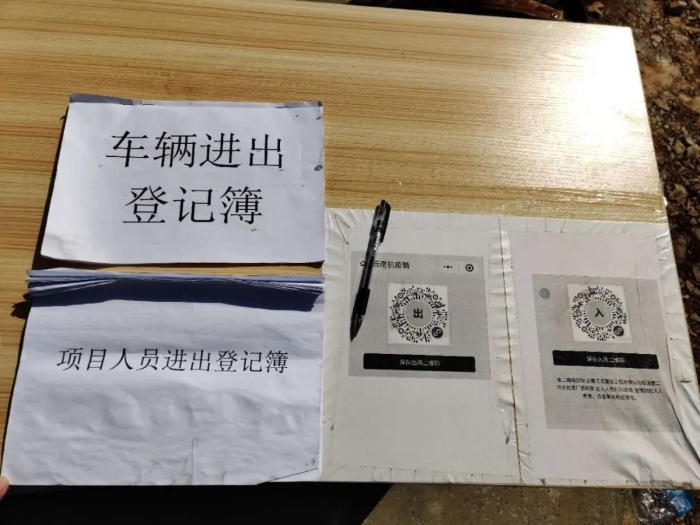 车辆进出
登记簿
项目人员进出登记簿
云南抗疫情
出
保存出场二维码
入
保存入场二维码